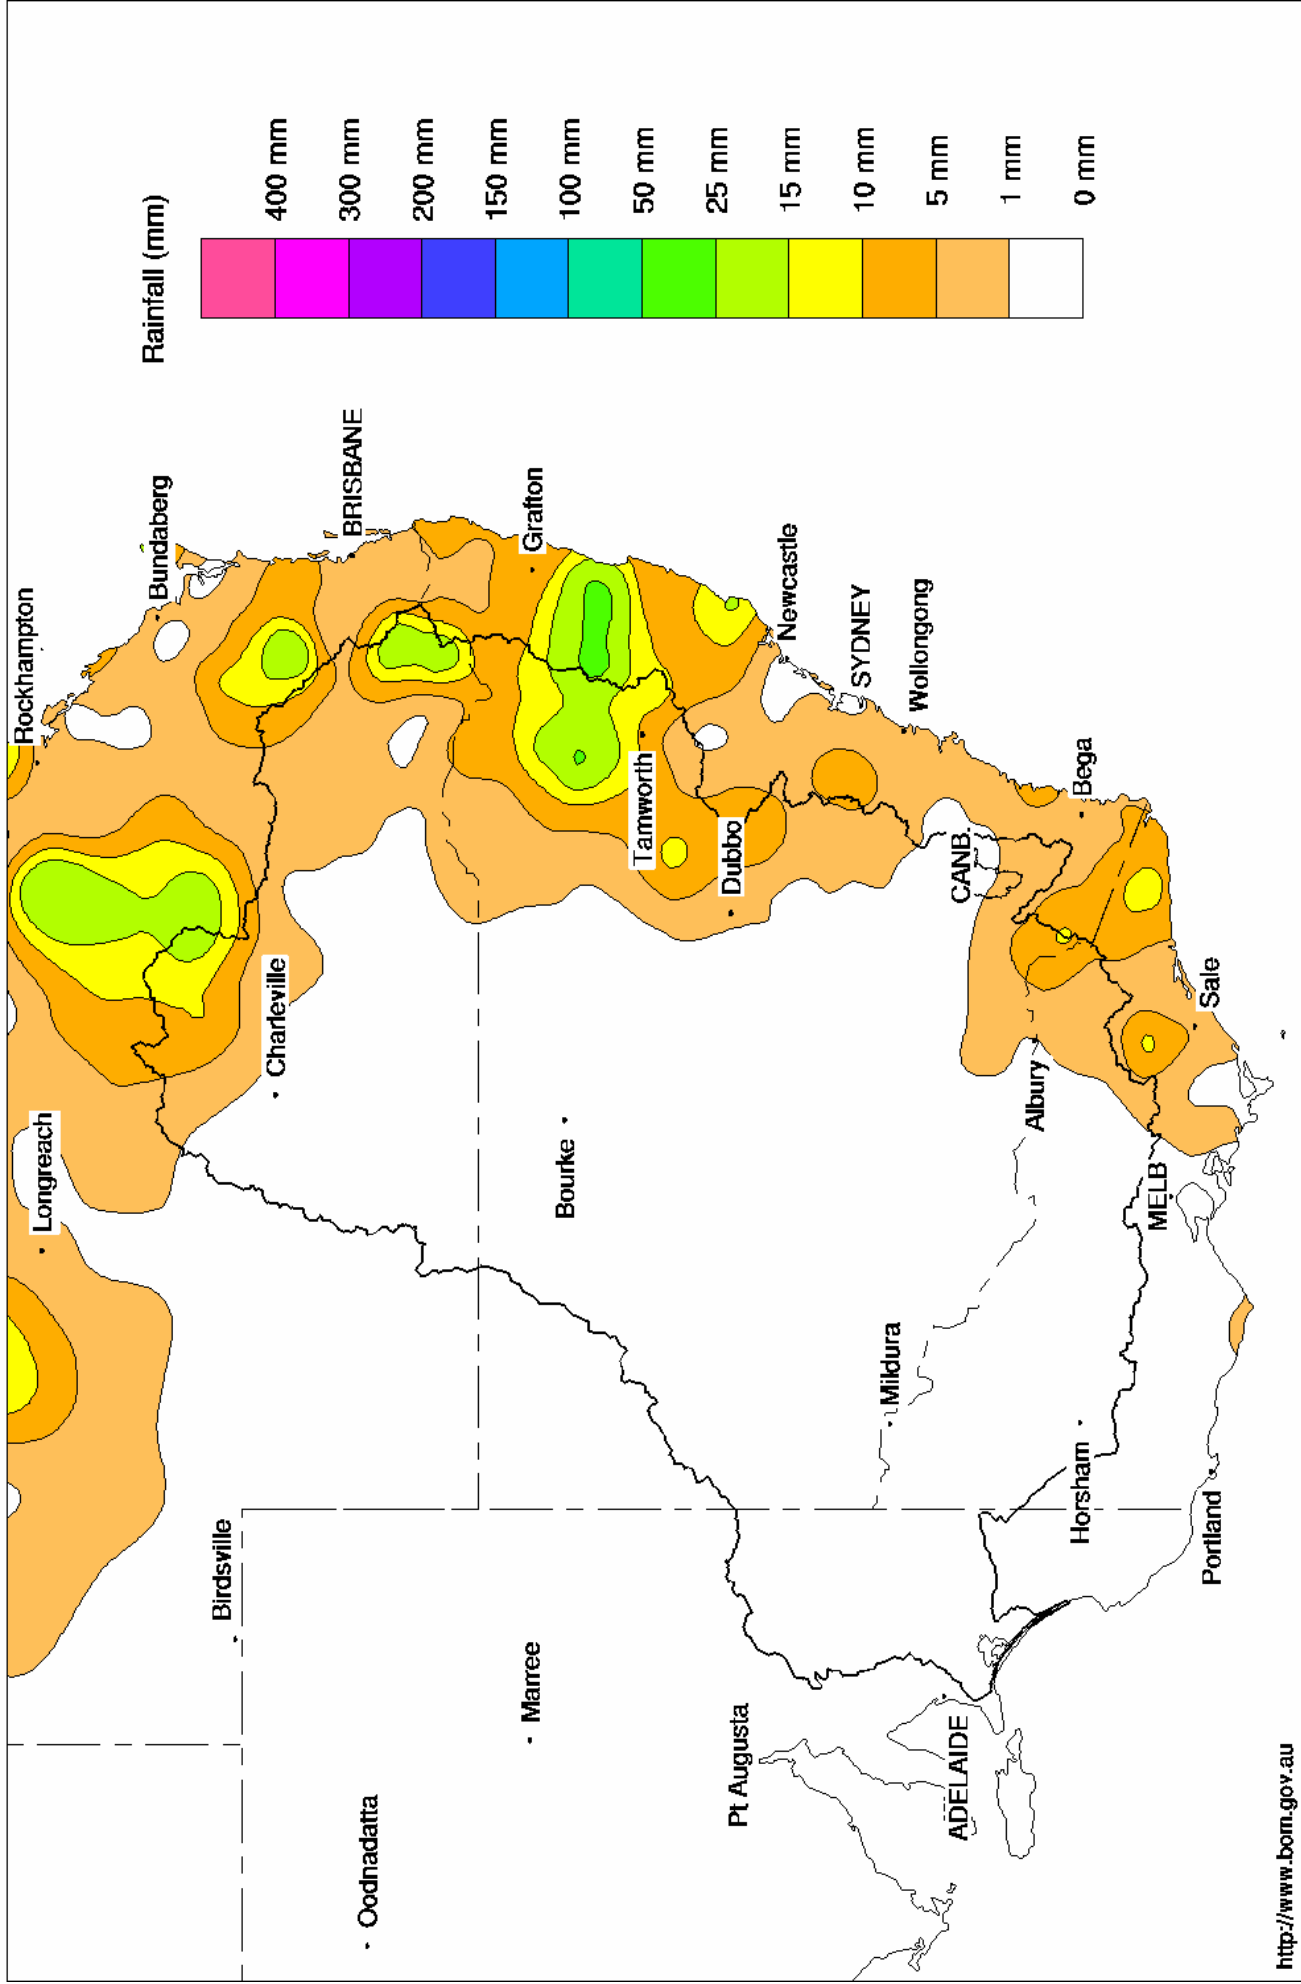 Rockhampton
Longreach
Bundaberg
Birdsville
Charleville
BRISBANE
Oodnadatta
Marree
Bourke
Grafton
Tamworth
Dubbo
Pt Augusta
Newcastle
SYDNEY
Mildura
Wollongong
ADELAIDE
CANB.
Albury
Bega
Horsham
MELB
Sale
Portland
Rainfall (mm)
400 mm
300 mm
200 mm
150 mm
100 mm
50 mm
25 mm
15 mm
10 mm
5 mm
1 mm
0 mm
http://www.bom.gov.au